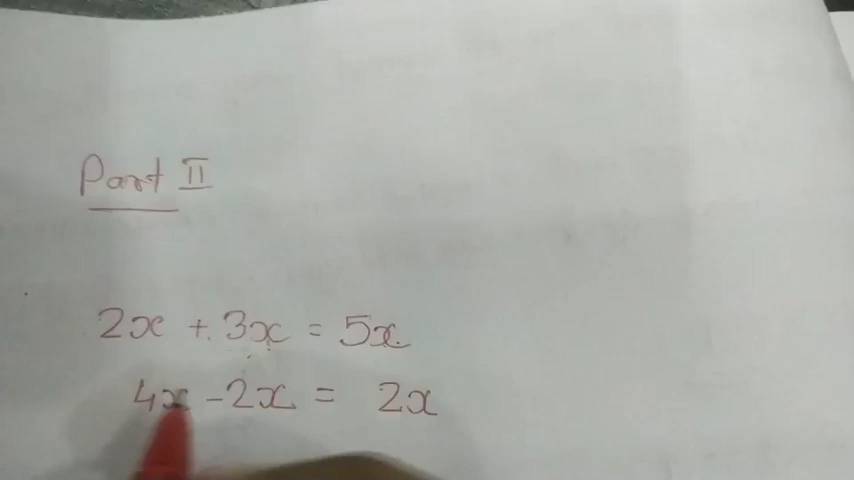 Part II
2x + 3x = 5x
4x - 2x = 2x